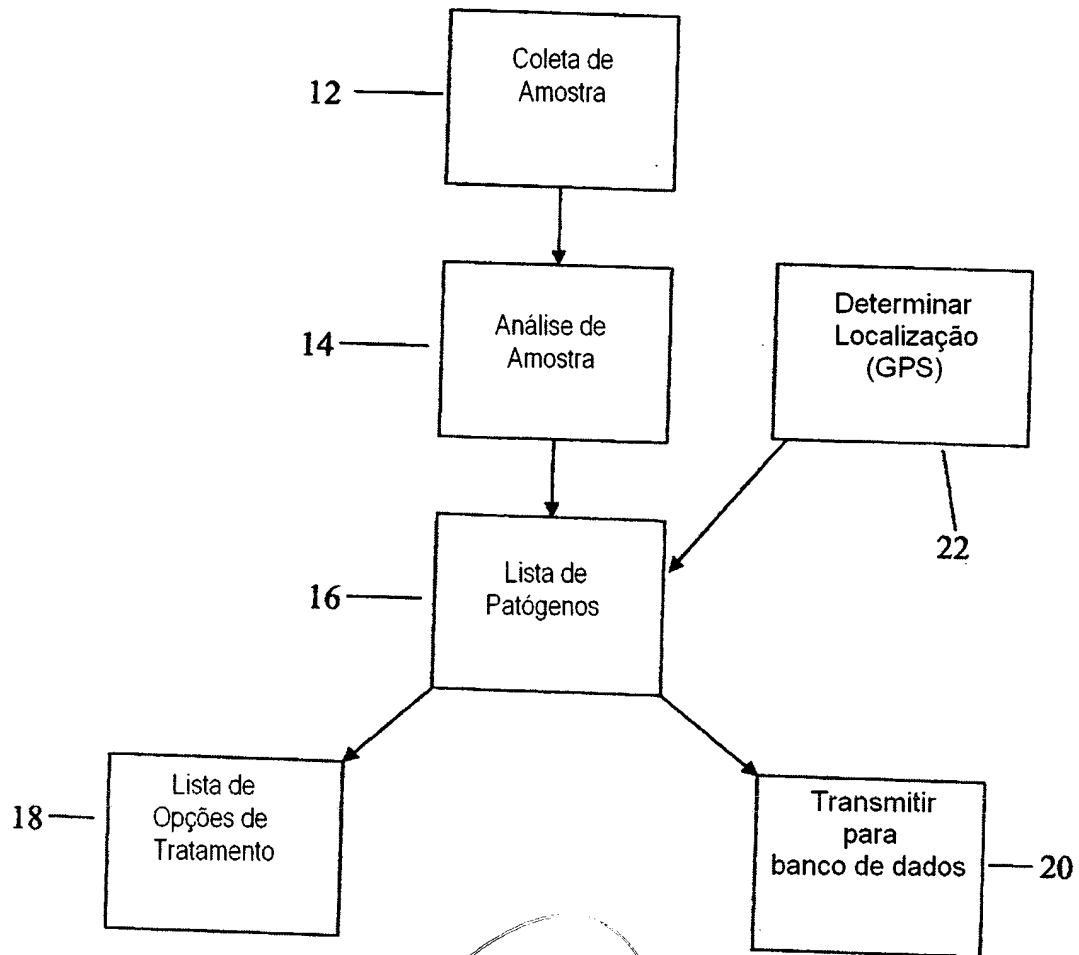 Coleta de
Amostra
12
Análise de
Amostra
14
Determinar
Localização
(GPS)
22
Lista de
Patógenos
16
Lista de
Opções de
Tratamento
18
Transmitir
para
banco de dados
20